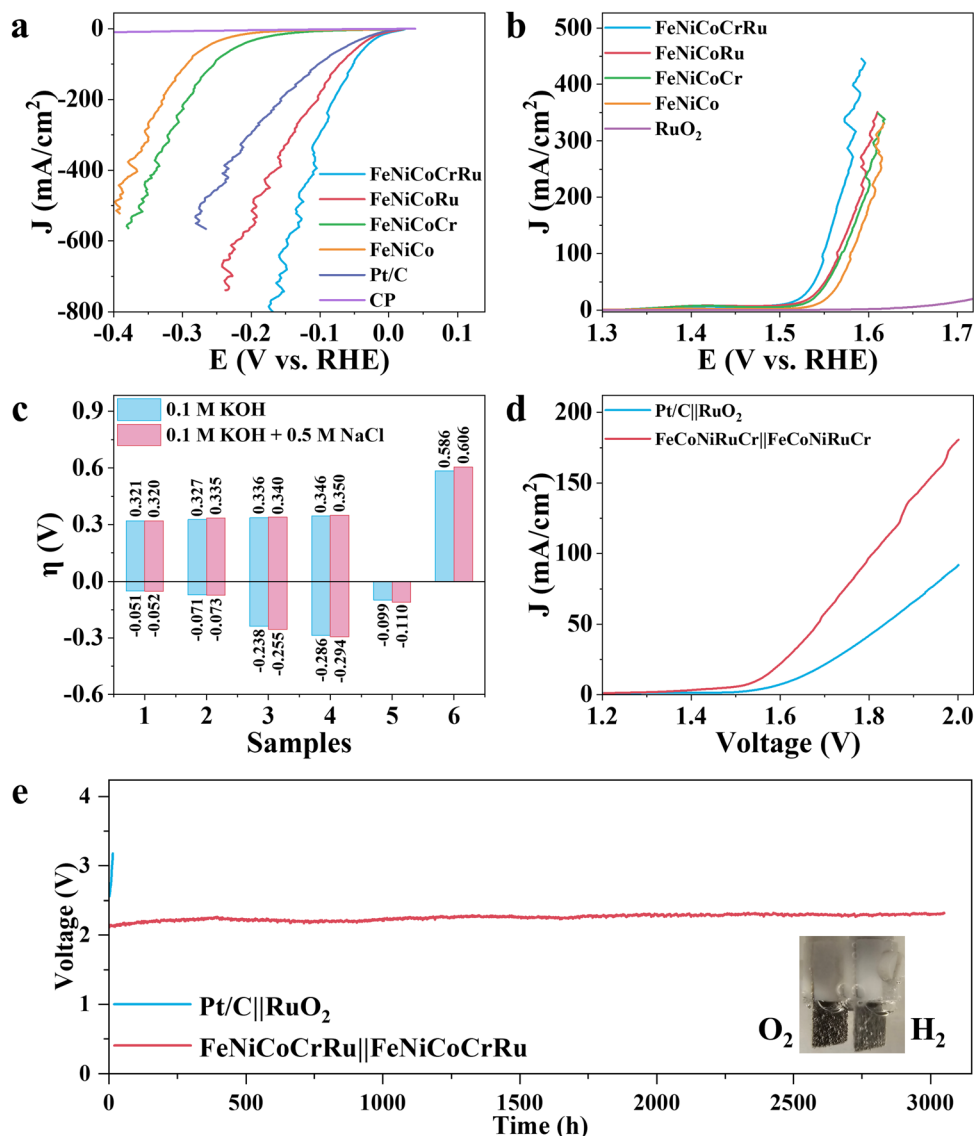 a
0
-200
-400
-600
-800
J (mA/cm²)
-0.4 -0.3 -0.2 -0.1 0.0 0.1
E (V vs. RHE)
FeNiCoCrRu
FeNiCoRu
FeNiCoCr
FeNiCo
Pt/C
CP
b
500
400
300
200
100
0
J (mA/cm²)
1.3 1.4 1.5 1.6 1.7
E (V vs. RHE)
FeNiCoCrRu
FeNiCoRu
FeNiCoCr
FeNiCo
RuO₂
c
0.9
0.6
0.3
0.0
-0.3
-0.6
η (V)
0.1 M KOH
0.1 M KOH + 0.5 M NaCl
0.321 0.320 0.327 0.335 0.336 0.340 0.346 0.350 0.586 0.606
-0.051 -0.052 -0.071 -0.073 -0.238 -0.255 -0.286 -0.294 -0.099 -0.110
1 2 3 4 5 6
Samples
d
200
150
100
50
0
J (mA/cm²)
Pt/C||RuO₂
FeCoNiRuCr||FeCoNiRuCr
1.2 1.4 1.6 1.8 2.0
Voltage (V)
e
4
3
2
1
0
Voltage (V)
Pt/C||RuO₂
FeNiCoCrRu||FeNiCoCrRu
O₂ H₂
0 500 1000 1500 2000 2500 3000
Time (h)